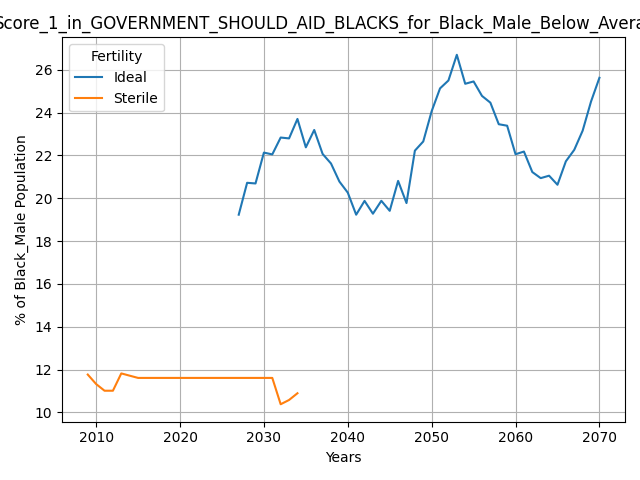 Score_1_in_GOVERNMENT_SHOULD_AID_BLACKS_for_Black_Male_Below_Avera
Fertility
Ideal
Sterile
% of Black_Male Population
26
24
22
20
18
16
14
12
10
2010 2020 2030 2040 2050 2060 2070
Years